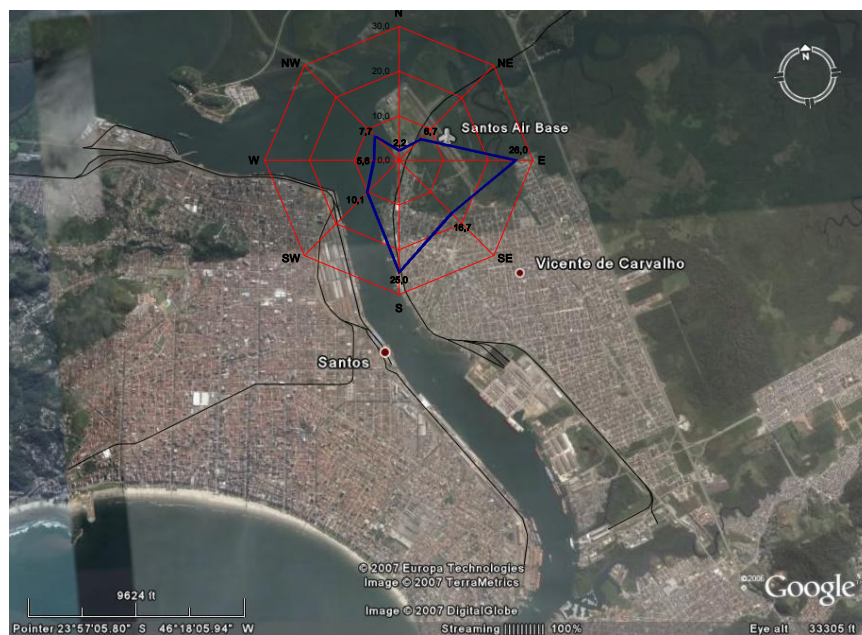 N
30,0
NW
NE
20,0
N
10,0
7,7
2,2
6,7
Santos Air Base
26,0
W
5,6
0,0
E
10,1
16,7
SW
SE
Vicente de Carvalho
25,0
S
Santos
© 2007 Europa Technologies
Image © 2007 TerraMetrics
9624 ft
Google
Image © 2007 DigitalGlobe
Pointer 23°57'05.80" S 46°18'05.94" W
Streaming |||||||||| 100%
Eye alt 33305 ft